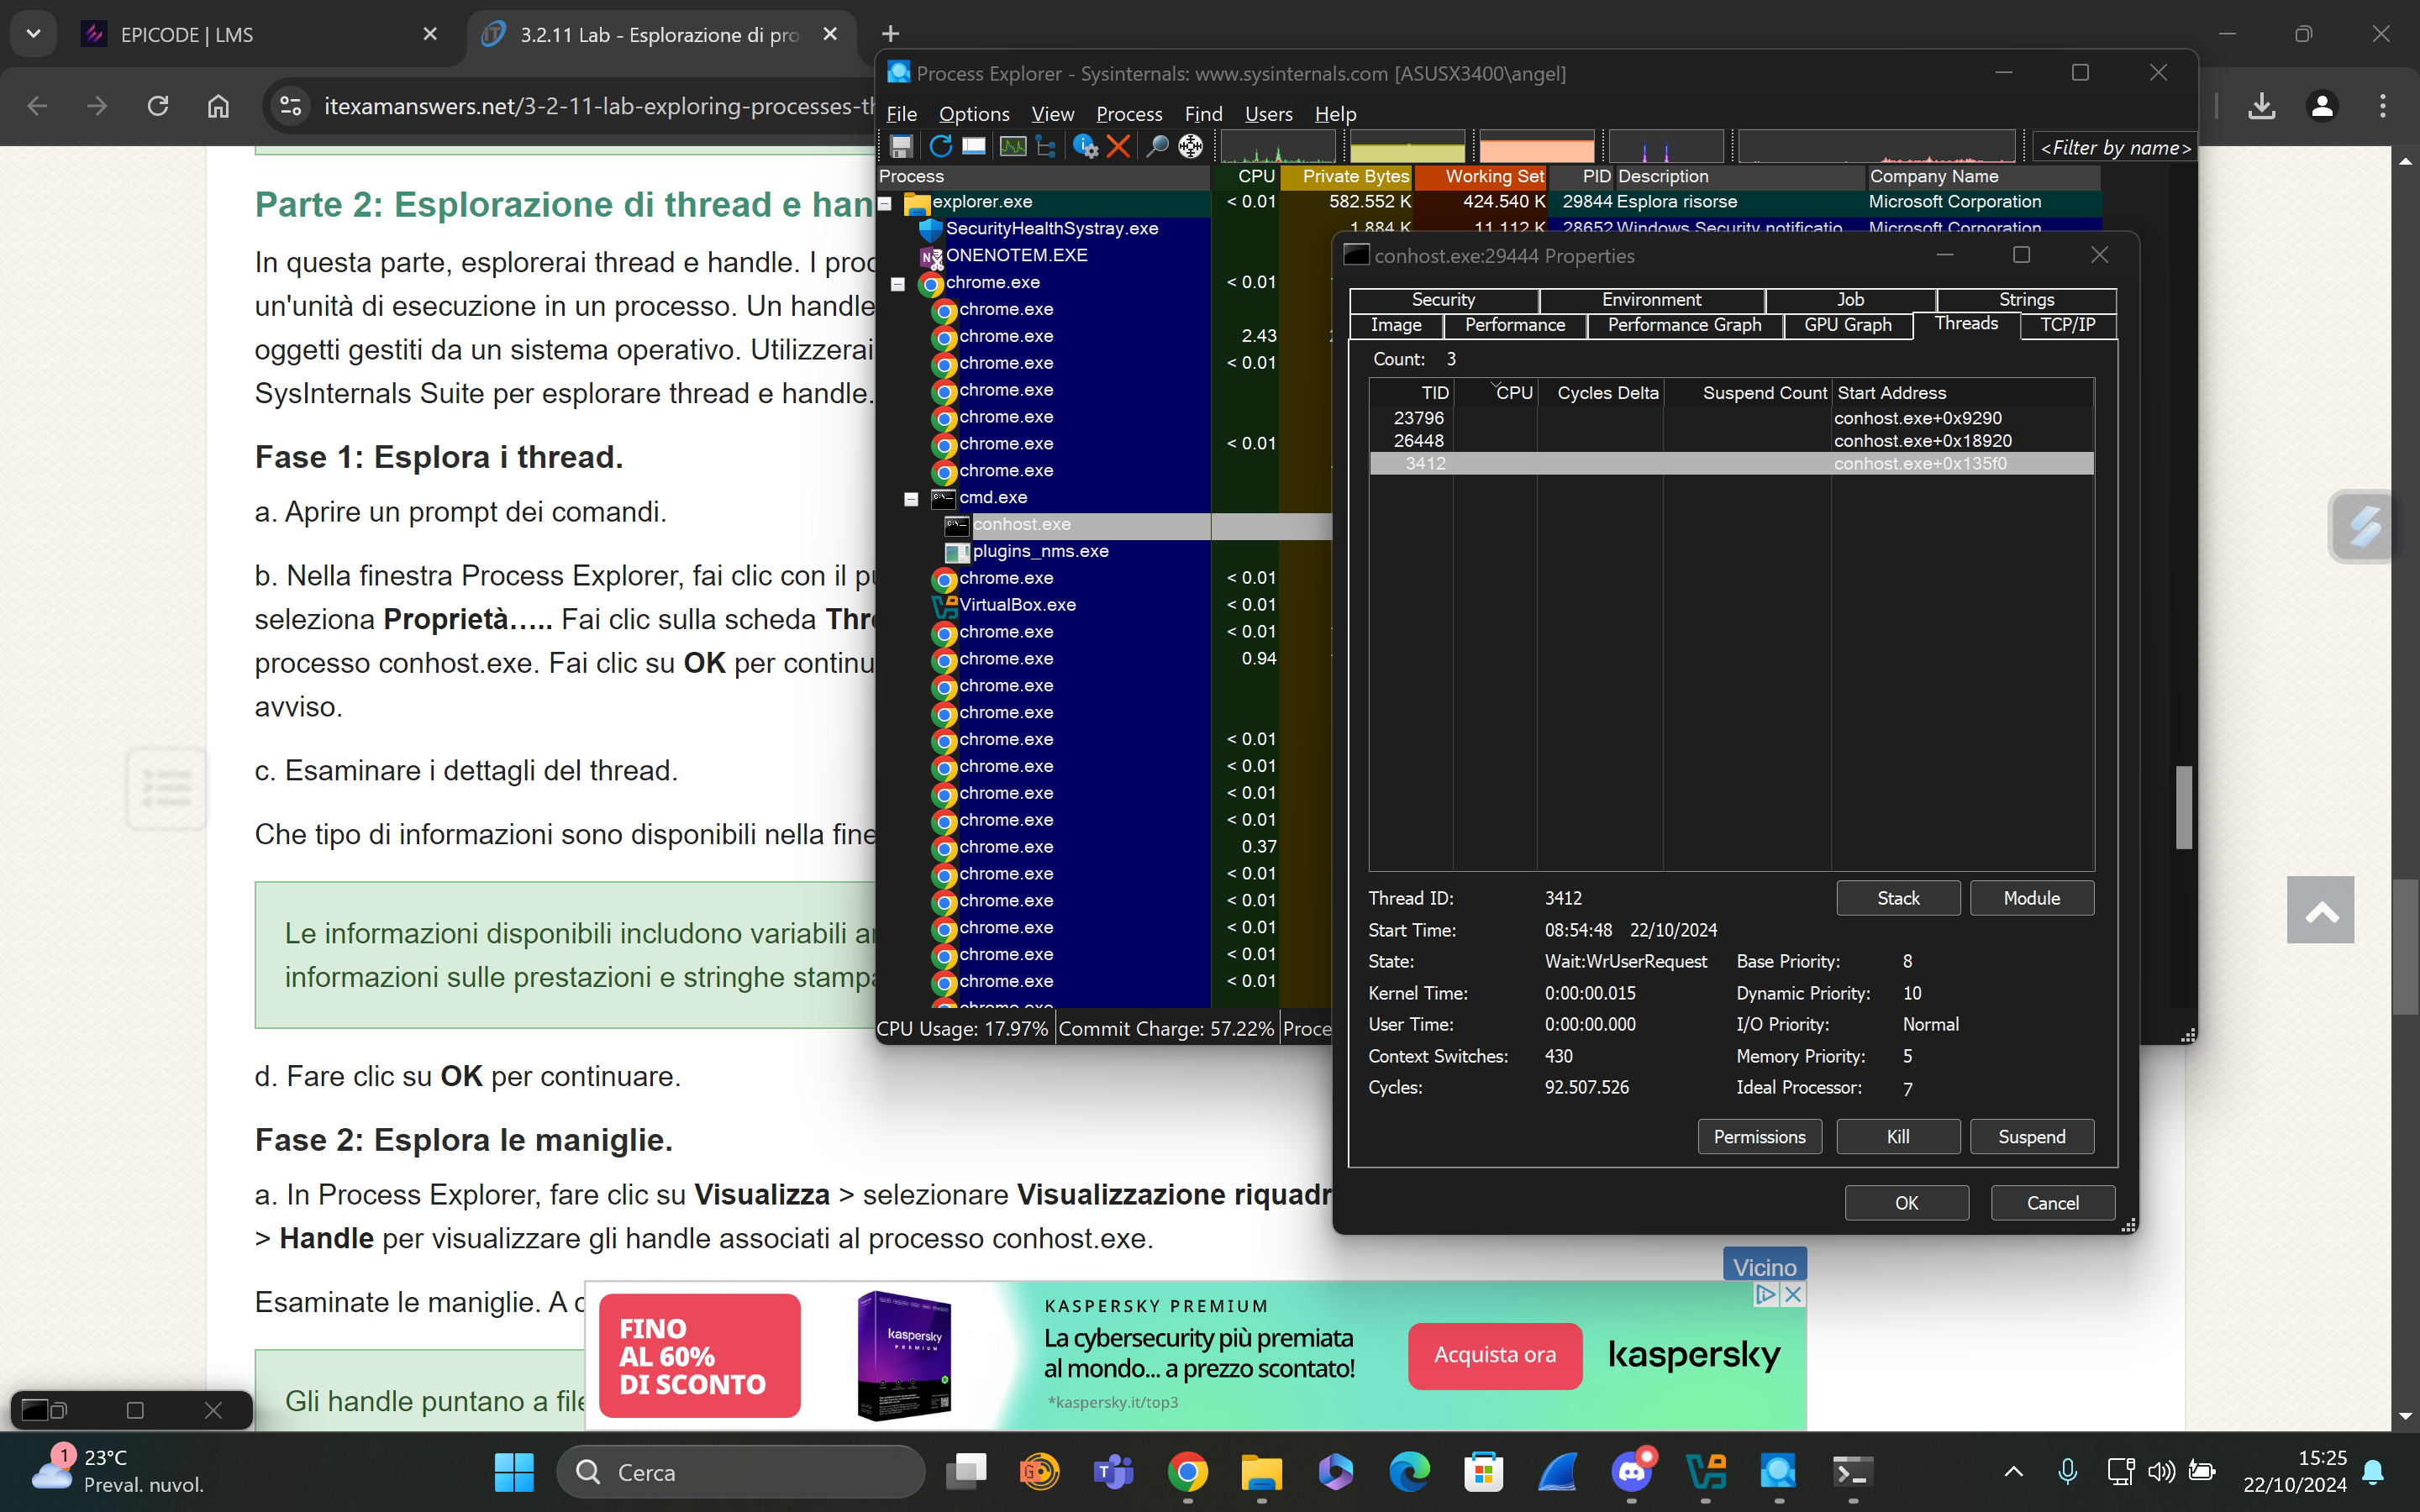 EPICODE | LMS
3.2.11 Lab - Esplorazione di pro
itexamanswers.net/3-2-11-lab-exploring-processes-th
Parte 2: Esplorazione di thread e han
In questa parte, esplorerai thread e handle. I proc
un'unità di esecuzione in un processo. Un handle
oggetti gestiti da un sistema operativo. Utilizzerai
SysInternals Suite per esplorare thread e handle.
Fase 1: Esplora i thread.
a. Aprire un prompt dei comandi.
b. Nella finestra Process Explorer, fai clic con il pu
seleziona Proprietà….. Fai clic sulla scheda Thre
processo conhost.exe. Fai clic su OK per continu
avviso.
c. Esaminare i dettagli del thread.
Che tipo di informazioni sono disponibili nella fine
Le informazioni disponibili includono variabili a
informazioni sulle prestazioni e stringhe stampa
d. Fare clic su OK per continuare.
Fase 2: Esplora le maniglie.
a. In Process Explorer, fare clic su Visualizza > selezionare Visualizzazione riquadr
> Handle per visualizzare gli handle associati al processo conhost.exe.
Esaminate le maniglie. A c
Gli handle puntano a file
Process Explorer - Sysinternals: www.sysinternals.com [ASUSX3400\angel]
File Options View Process Find Users Help
<Filter by name>
Process CPU Private Bytes Working Set PID Description Company Name
explorer.exe < 0.01 582.552 K 424.540 K 29844 Esplora risorse Microsoft Corporation
SecurityHealthSystray.exe 1.884 K 11.112 K 28652 Windows Security notificatio Microsoft Corporation
ONENOTEM.EXE
chrome.exe < 0.01
chrome.exe
chrome.exe 2.43
chrome.exe < 0.01
chrome.exe
chrome.exe
chrome.exe < 0.01
chrome.exe
cmd.exe
conhost.exe
plugins_nms.exe
chrome.exe < 0.01
VirtualBox.exe < 0.01
chrome.exe < 0.01
chrome.exe 0.94
chrome.exe
chrome.exe
chrome.exe < 0.01
chrome.exe < 0.01
chrome.exe < 0.01
chrome.exe < 0.01
chrome.exe 0.37
chrome.exe < 0.01
chrome.exe < 0.01
chrome.exe < 0.01
chrome.exe < 0.01
chrome.exe < 0.01
chrome.exe
CPU Usage: 17.97% Commit Charge: 57.22% Proce
conhost.exe:29444 Properties
Security Environment Job Strings
Image Performance Performance Graph GPU Graph Threads TCP/IP
Count: 3
TID CPU Cycles Delta Suspend Count Start Address
23796 conhost.exe+0x9290
26448 conhost.exe+0x18920
3412 conhost.exe+0x135f0
Thread ID: 3412 Stack Module
Start Time: 08:54:48 22/10/2024
State: Wait:WrUserRequest Base Priority: 8
Kernel Time: 0:00:00.015 Dynamic Priority: 10
User Time: 0:00:00.000 I/O Priority: Normal
Context Switches: 430 Memory Priority: 5
Cycles: 92.507.526 Ideal Processor: 7
Permissions Kill Suspend
OK Cancel
Vicino
FINO
AL 60%
DI SCONTO
kaspersky
PREMIUM
KASPERSKY PREMIUM
La cybersecurity più premiata
al mondo... a prezzo scontato!
*kaspersky.it/top3
Acquista ora
kaspersky
1
23°C
Preval. nuvol.
Cerca
15:25
22/10/2024